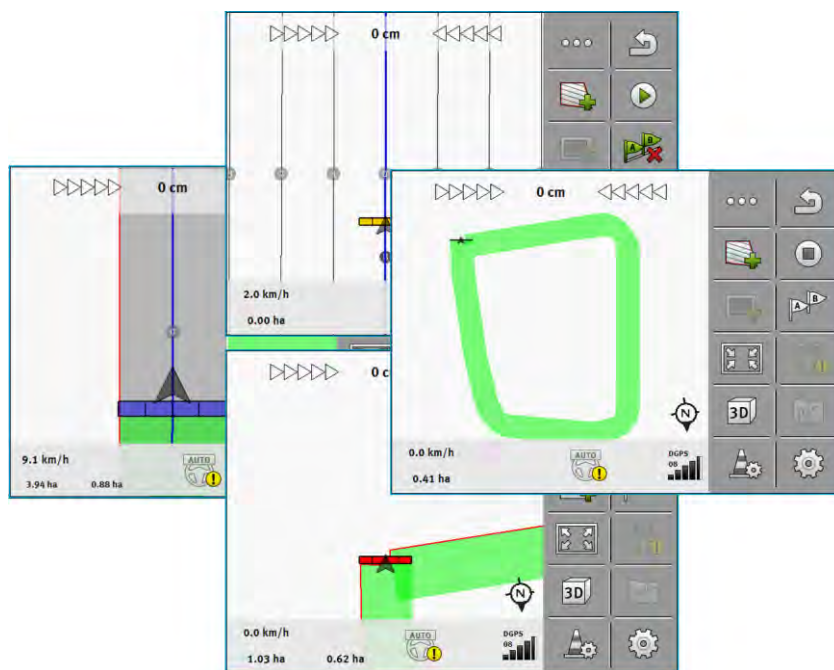 0 cm
A B
2.0 km/h
0.00 ha
0 cm
9.1 km/h
3.94 ha 0.88 ha
AUTO
0 cm
A B
3D
0.0 km/h
0.41 ha
AUTO
N
DGPS
08
0 c
3D
N
0.0 km/h
1.03 ha 0.62 ha
AUTO
DGPS
08